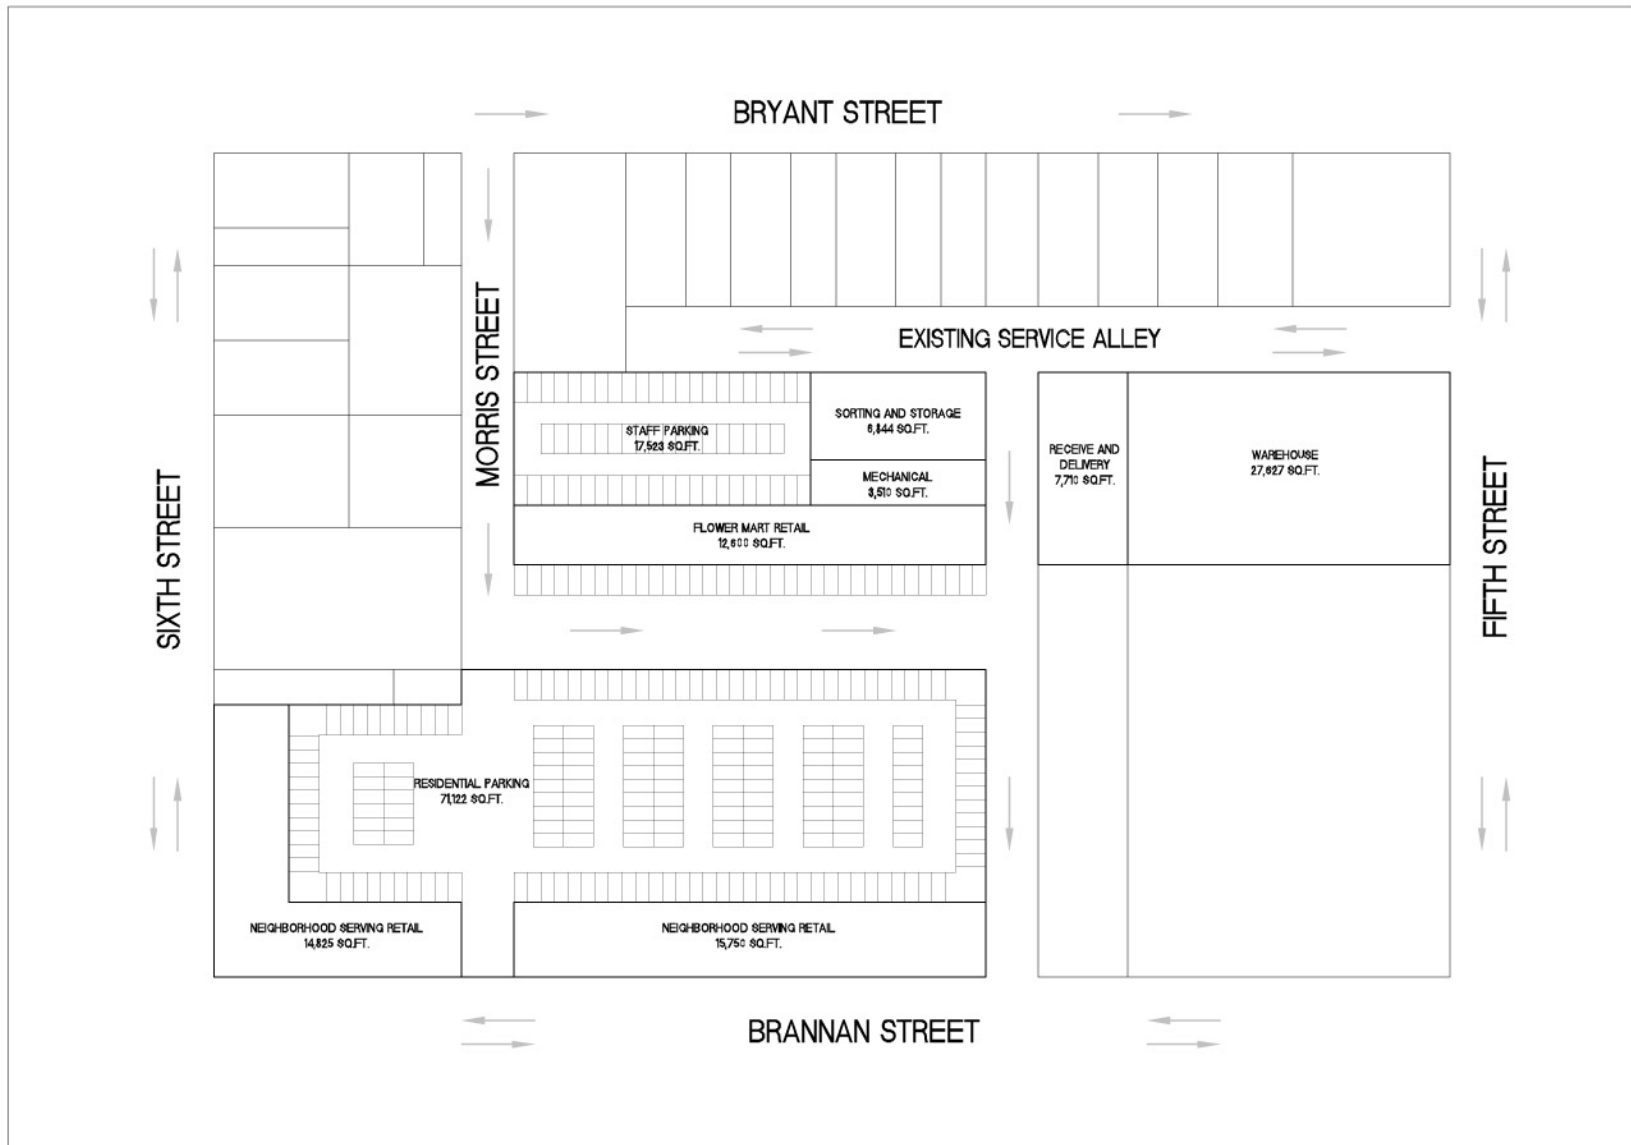 BRYANT STREET
MORRIS STREET
EXISTING SERVICE ALLEY
SIXTH STREET
FIFTH STREET
STAFF PARKING
17,523 SQ.FT.
SORTING AND STORAGE
6,844 SQ.FT.
MECHANICAL
3,510 SQ.FT.
RECEIVE AND
DELIVERY
7,710 SQ.FT.
WAREHOUSE
27,627 SQ.FT.
FLOWER MART RETAIL
12,600 SQ.FT.
RESIDENTIAL PARKING
71,122 SQ.FT.
NEIGHBORHOOD SERVING RETAIL
14,825 SQ.FT.
NEIGHBORHOOD SERVING RETAIL
15,750 SQ.FT.
BRANNAN STREET